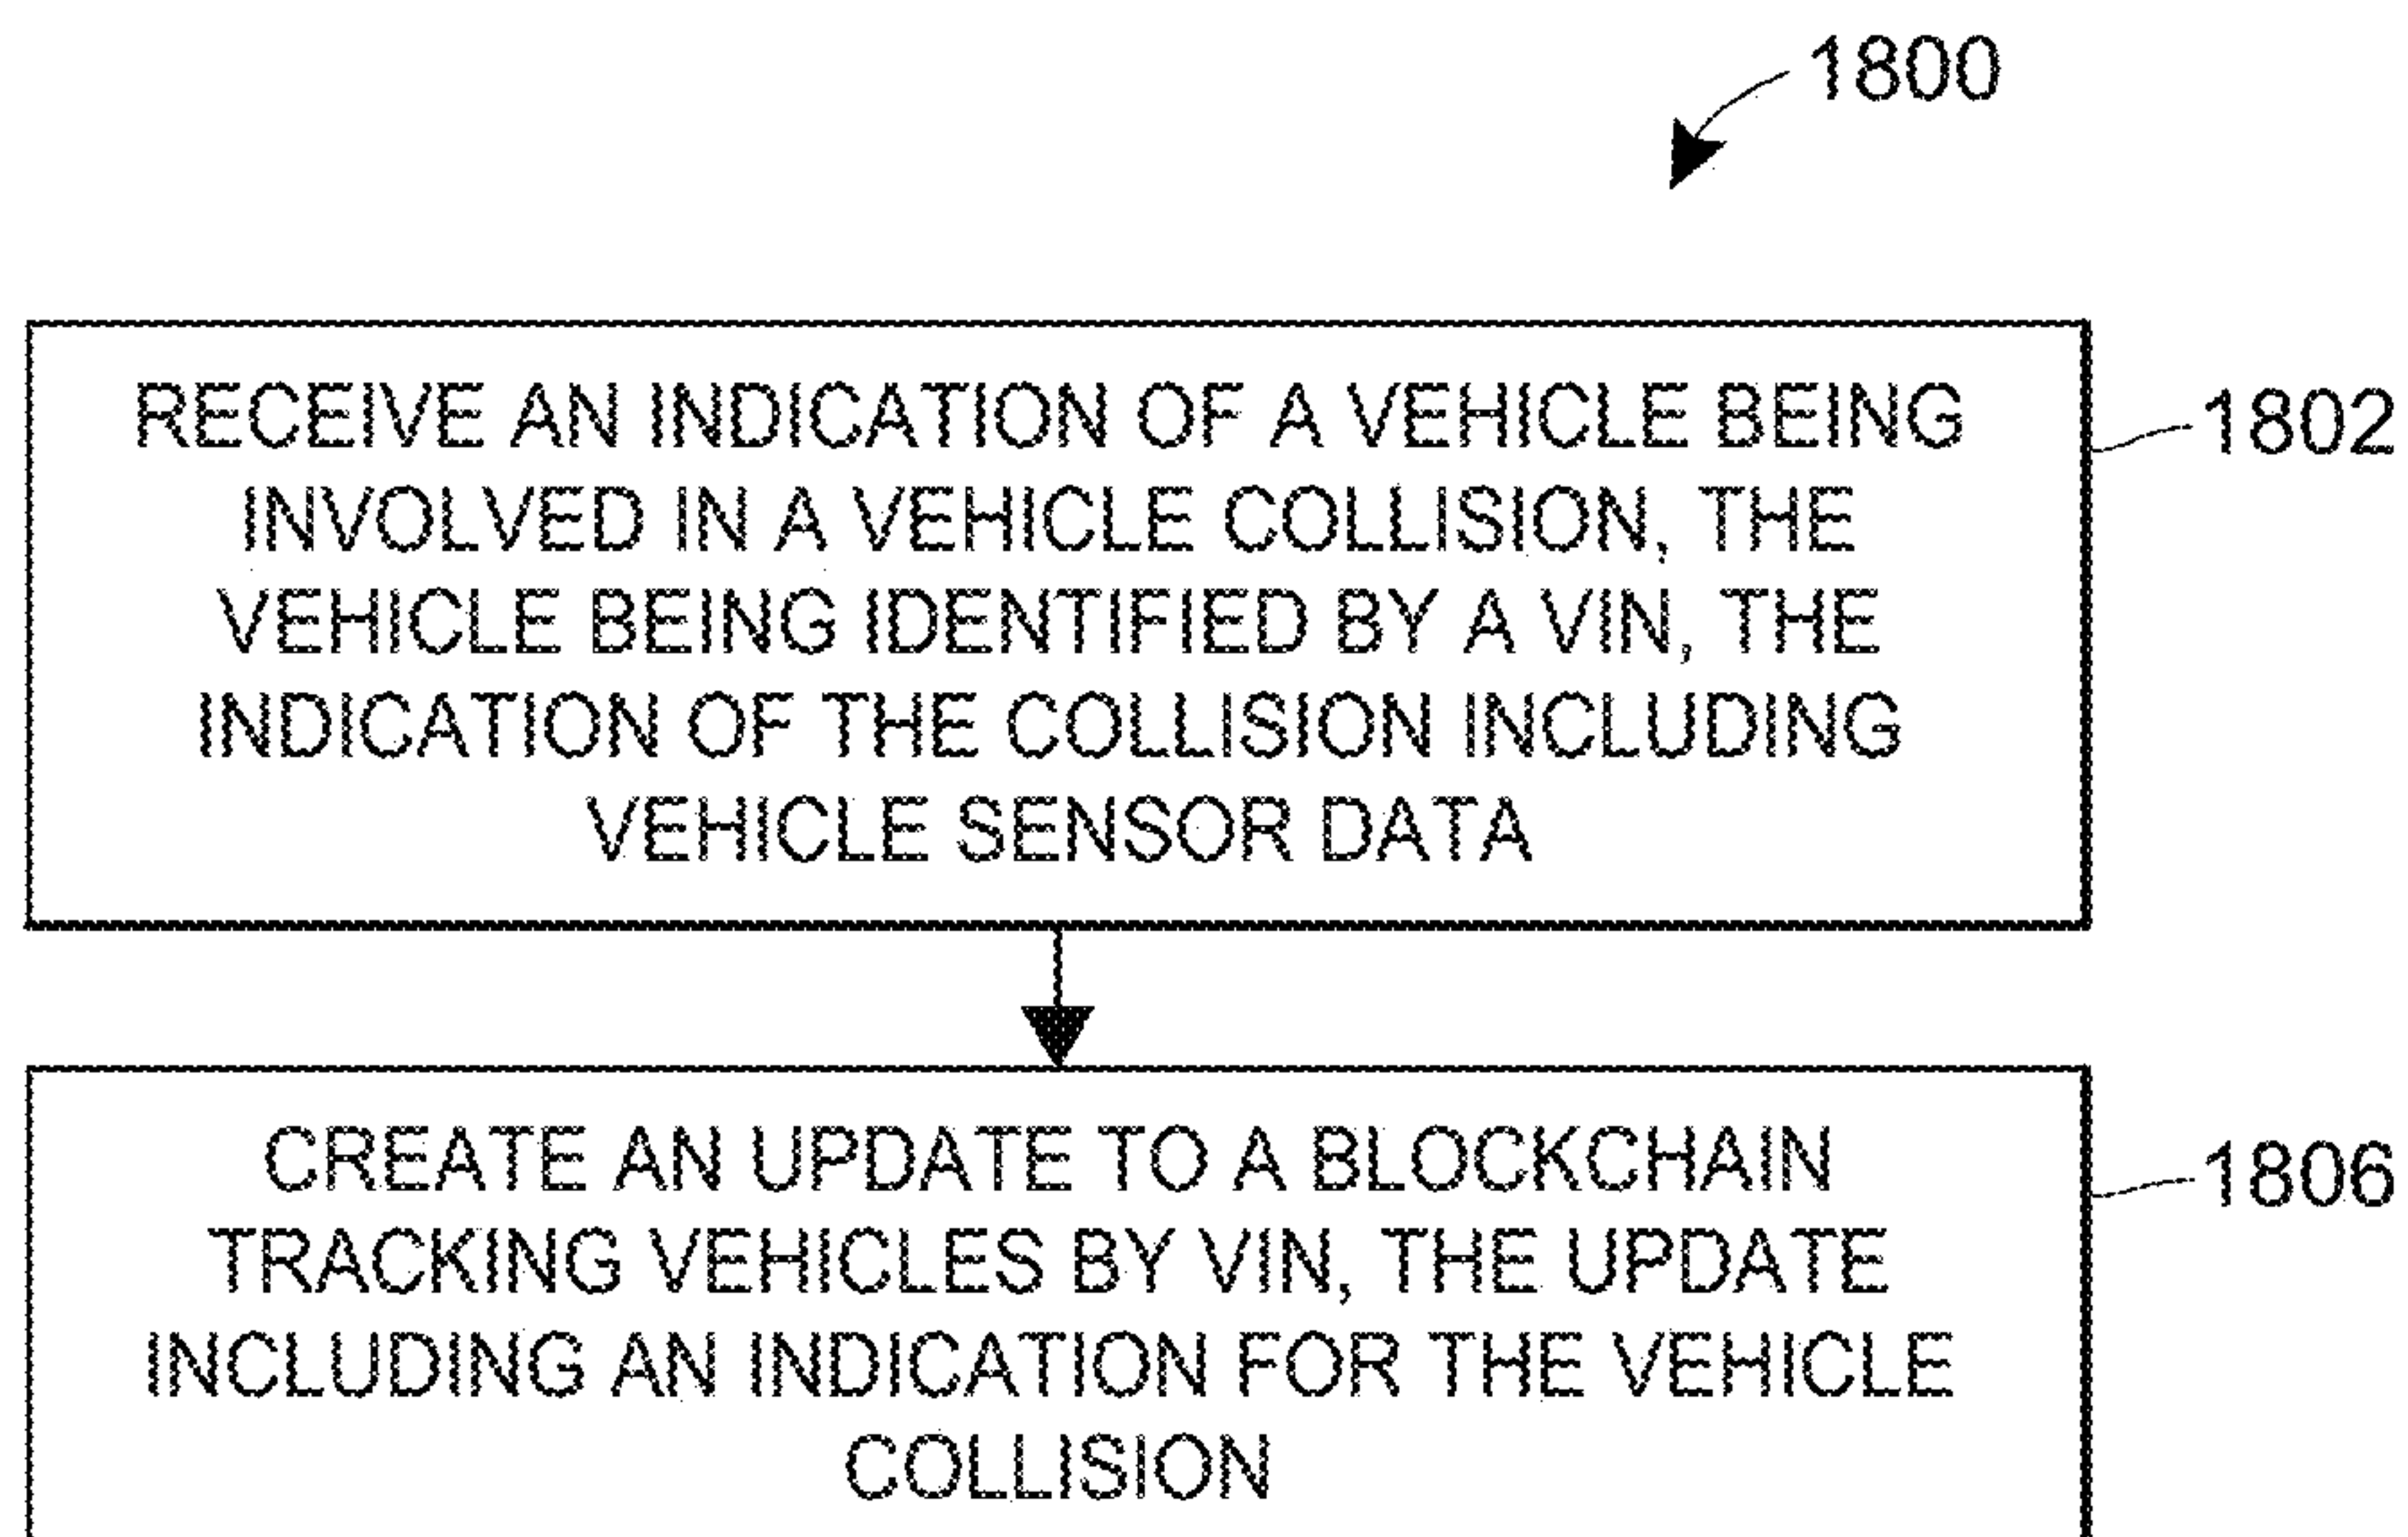 1800
RECEIVE AN INDICATION OF A VEHICLE BEING
INVOLVED IN A VEHICLE COLLISION, THE
VEHICLE BEING IDENTIFIED BY A VIN, THE
INDICATION OF THE COLLISION INCLUDING
VEHICLE SENSOR DATA
1802
CREATE AN UPDATE TO A BLOCKCHAIN
TRACKING VEHICLES BY VIN, THE UPDATE
INCLUDING AN INDICATION FOR THE VEHICLE
COLLISION
1806